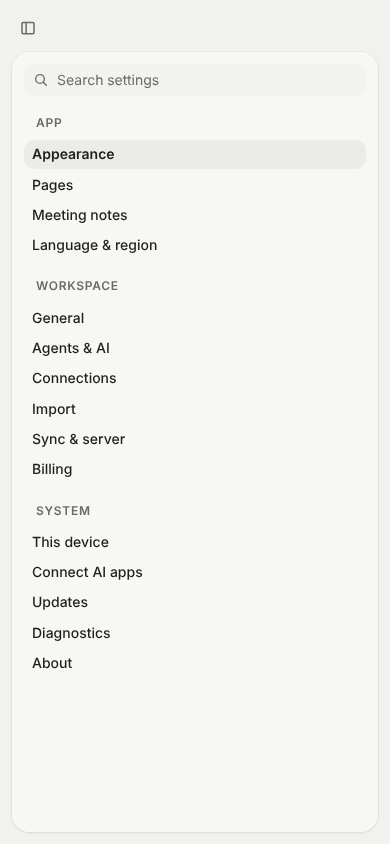 Search settings
APP
Appearance
Pages
Meeting notes
Language & region
WORKSPACE
General
Agents & AI
Connections
Import
Sync & server
Billing
SYSTEM
This device
Connect AI apps
Updates
Diagnostics
About